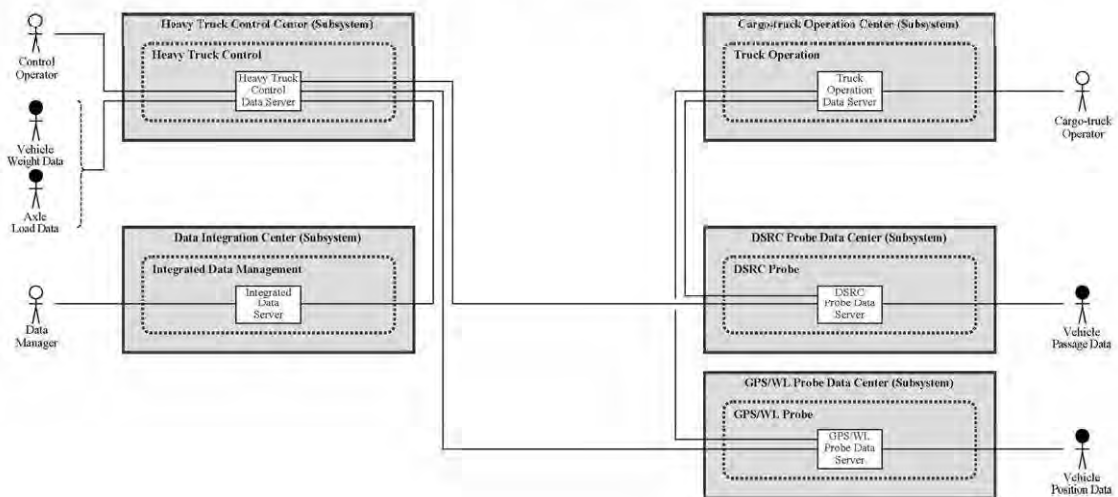 Heavy Truck Control Center (Subsystem)
Heavy Truck Control
Heavy Truck
Control
Data Server
Control
Operator
Vehicle
Weight Data
Axle
Load Data
Data Integration Center (Subsystem)
Integrated Data Management
Integrated
Data
Server
Data
Manager
Cargo-truck Operation Center (Subsystem)
Truck Operation
Truck
Operation
Data Server
Cargo-truck
Operator
DSRC Probe Data Center (Subsystem)
DSRC Probe
DSRC
Probe Data
Server
Vehicle
Passage Data
GPS/WL Probe Data Center (Subsystem)
GPS/WL Probe
GPS/WL
Probe Data
Server
Vehicle
Position Data